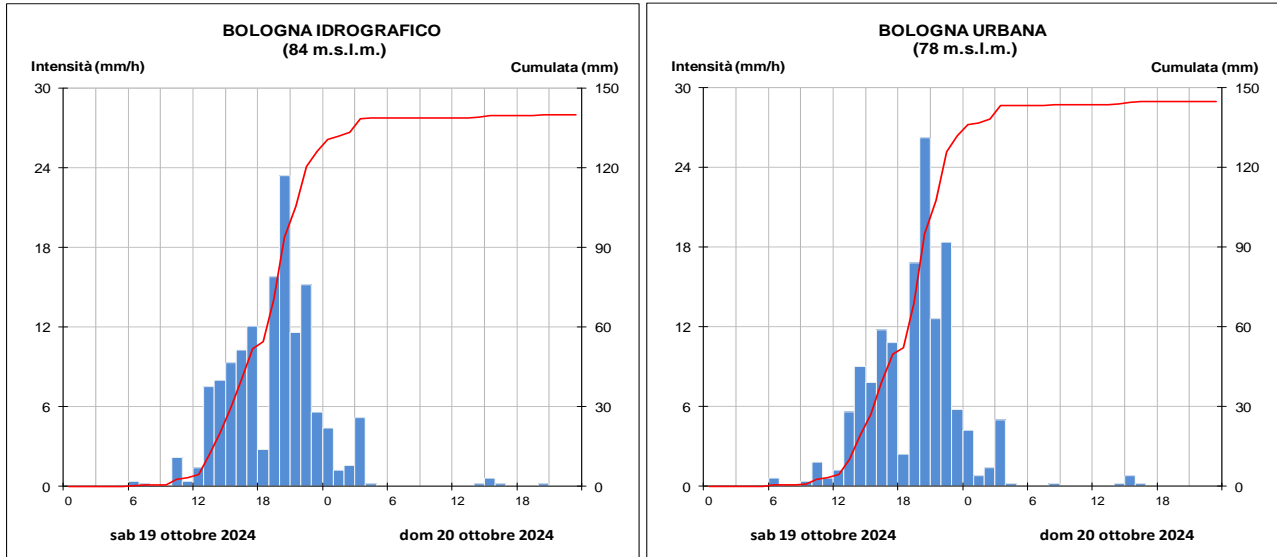 BOLOGNA IDROGRAFICO
(84 m.s.l.m.)
Intensità (mm/h) Cumulata (mm)
30 150
24 120
18 90
12 60
6 30
0 0
0 6 12 18 0 6 12 18
sab 19 ottobre 2024 dom 20 ottobre 2024
BOLOGNA URBANA
(78 m.s.l.m.)
Intensità (mm/h) Cumulata (mm)
30 150
24 120
18 90
12 60
6 30
0 0
0 6 12 18 0 6 12 18
sab 19 ottobre 2024 dom 20 ottobre 2024